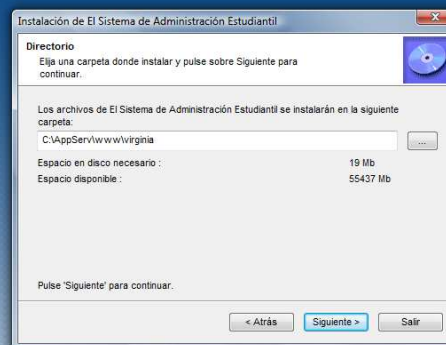 Instalación de El Sistema de Administración Estudiantil
Directorio
Elija una carpeta donde instalar y pulse sobre Siguiente para
continuar.
Los archivos de El Sistema de Administración Estudiantil se instalarán en la siguiente
carpeta:
C:\AppServ\www\virginia
...
Espacio en disco necesario : 19 Mb
Espacio disponible : 55437 Mb
Pulse 'Siguiente' para continuar.
< Atrás Siguiente > Salir